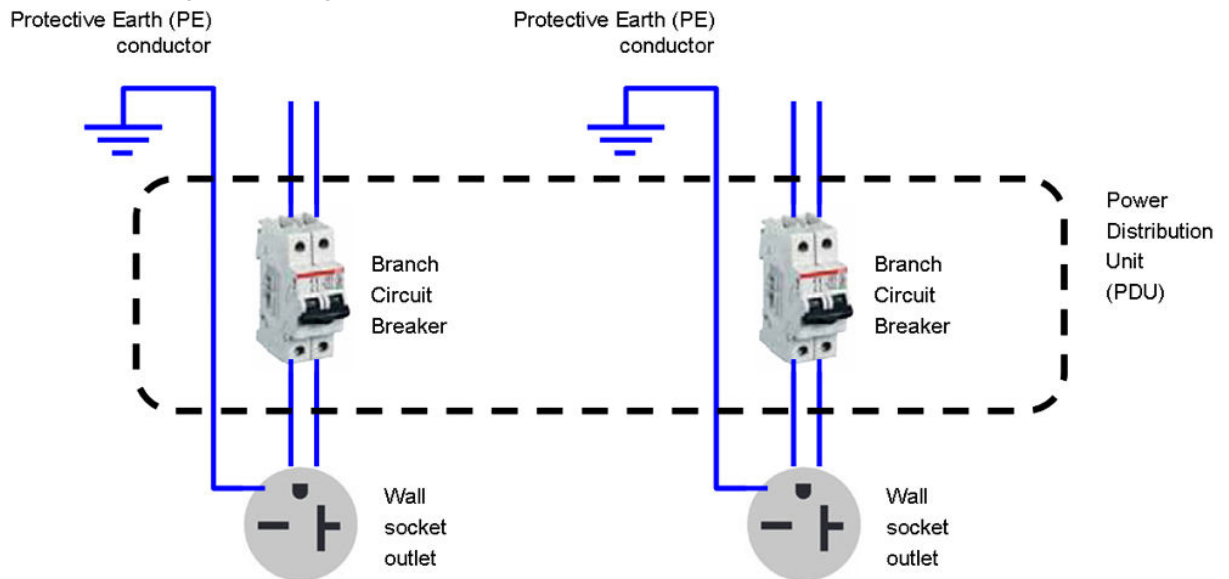 Protective Earth (PE)
conductor
Protective Earth (PE)
conductor
Branch
Circuit
Breaker
Branch
Circuit
Breaker
Power
Distribution
Unit
(PDU)
Wall
socket
outlet
Wall
socket
outlet